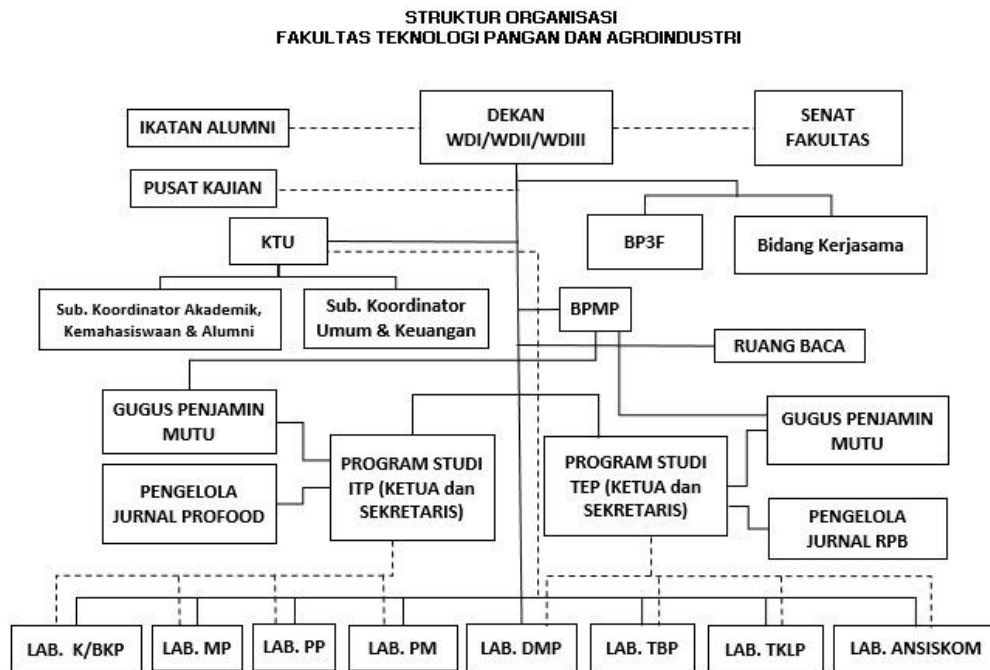 STRUKTUR ORGANISASI
FAKULTAS TEKNOLOGI PANGAN DAN AGROINDUSTRI
IKATAN ALUMNI
DEKAN
WDI/WDII/WDIII
SENAT
FAKULTAS
PUSAT KAJIAN
KTU
BP3F
Bidang Kerjasama
Sub. Koordinator Akademik,
Kemahasiswaan & Alumni
Sub. Koordinator
Umum & Keuangan
BPMP
RUANG BACA
GUGUS PENJAMIN
MUTU
GUGUS PENJAMIN
MUTU
PROGRAM STUDI
ITP (KETUA dan
SEKRETARIS)
PROGRAM STUDI
TEP (KETUA dan
SEKRETARIS)
PENGELOLA
JURNAL PROFOOD
PENGELOLA
JURNAL RPB
LAB. K/BKP
LAB. MP
LAB. PP
LAB. PM
LAB. DMP
LAB. TBP
LAB. TKLP
LAB. ANSISKOM